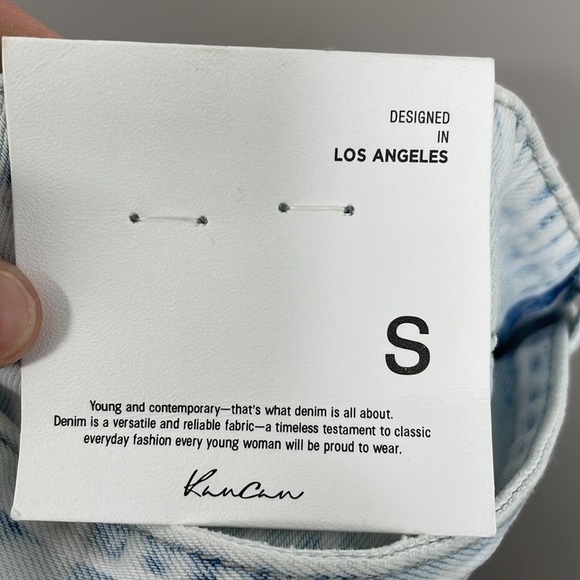 DESIGNED
IN
LOS ANGELES
S
Young and contemporary—that's what denim is all about.
Denim is a versatile and reliable fabric—a timeless testament to classic
everyday fashion every young woman will be proud to wear.
KanCan